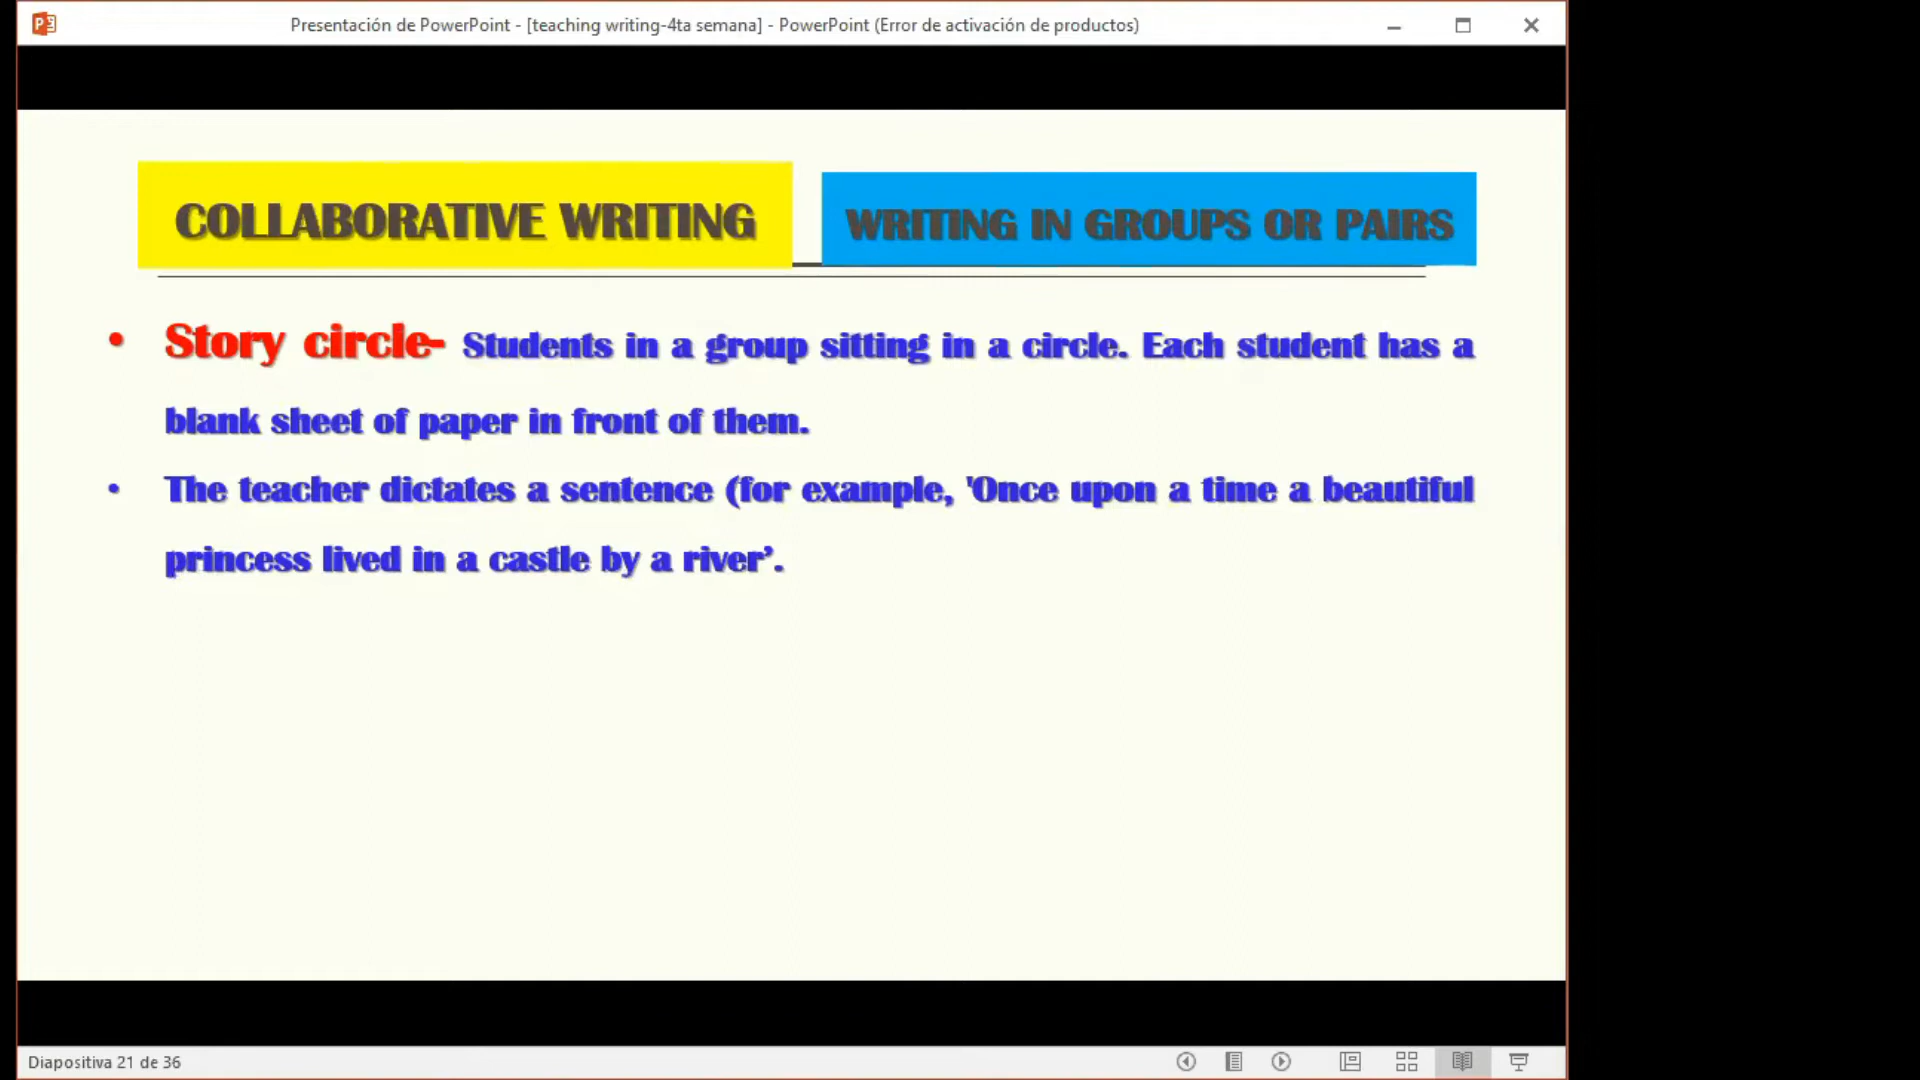 Presentación de PowerPoint - [teaching writing-4ta semana] - PowerPoint (Error de activación de productos)
COLLABORATIVE WRITING
WRITING IN GROUPS OR PAIRS
• Story circle- Students in a group sitting in a circle. Each student has a
blank sheet of paper in front of them.
• The teacher dictates a sentence (for example, 'Once upon a time a beautiful
princess lived in a castle by a river’.
Diapositiva 21 de 36